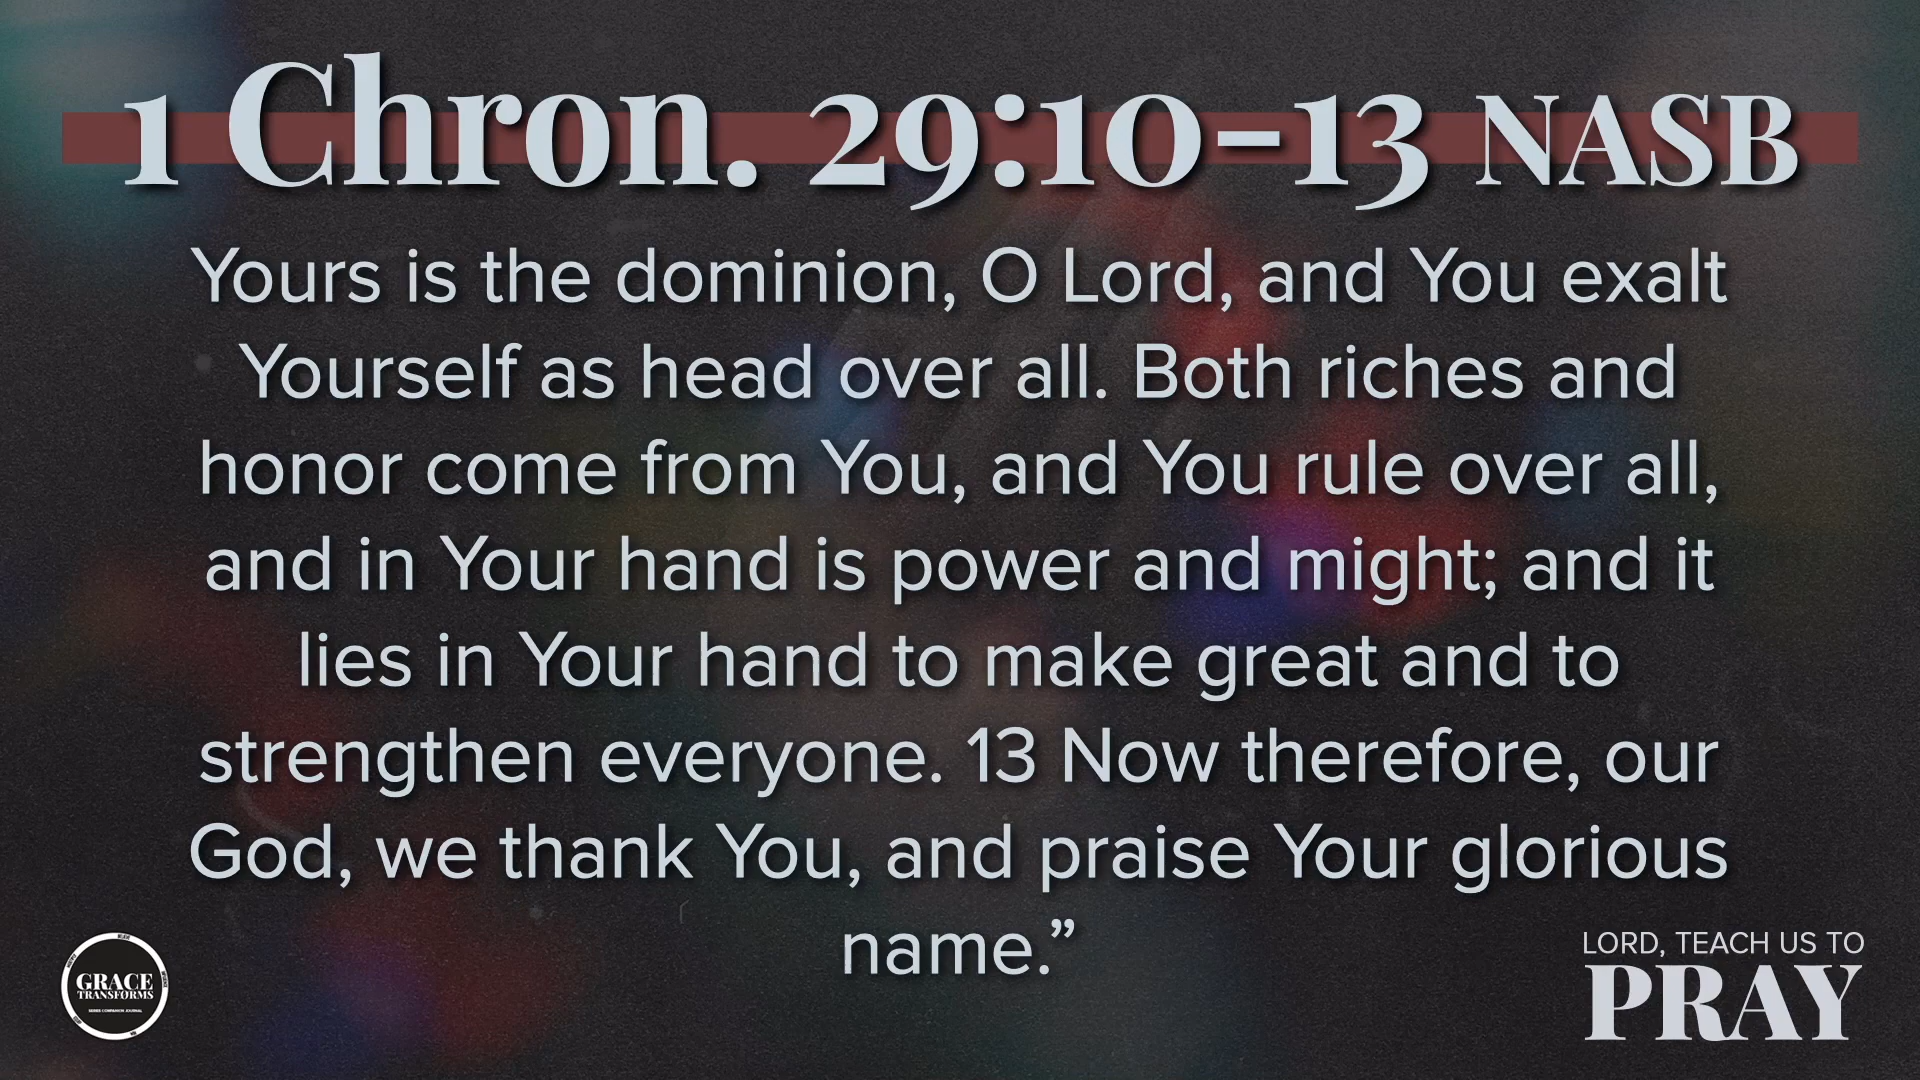 1 Chron. 29:10-13 NASB
Yours is the dominion, O Lord, and You exalt
Yourself as head over all. Both riches and
honor come from You, and You rule over all,
and in Your hand is power and might; and it
lies in Your hand to make great and to
strengthen everyone. 13 Now therefore, our
God, we thank You, and praise Your glorious
name.”
GRACE
TRANSFORMS
SERIES COMPANION JOURNAL
LORD, TEACH US TO
PRAY